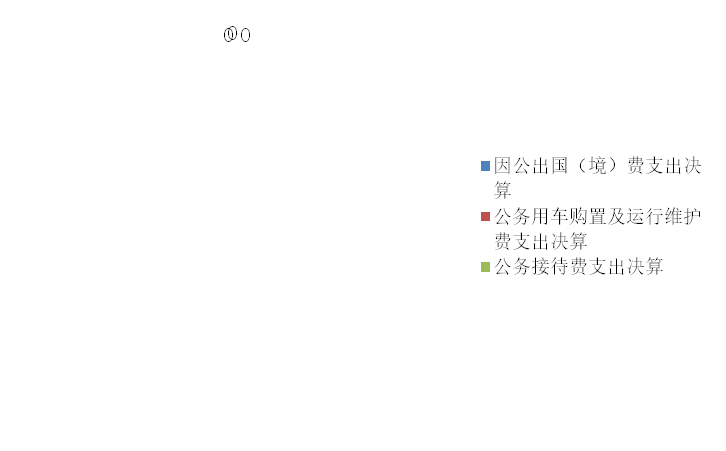 000
因公出国（境）费支出决
算
公务用车购置及运行维护
费支出决算
公务接待费支出决算